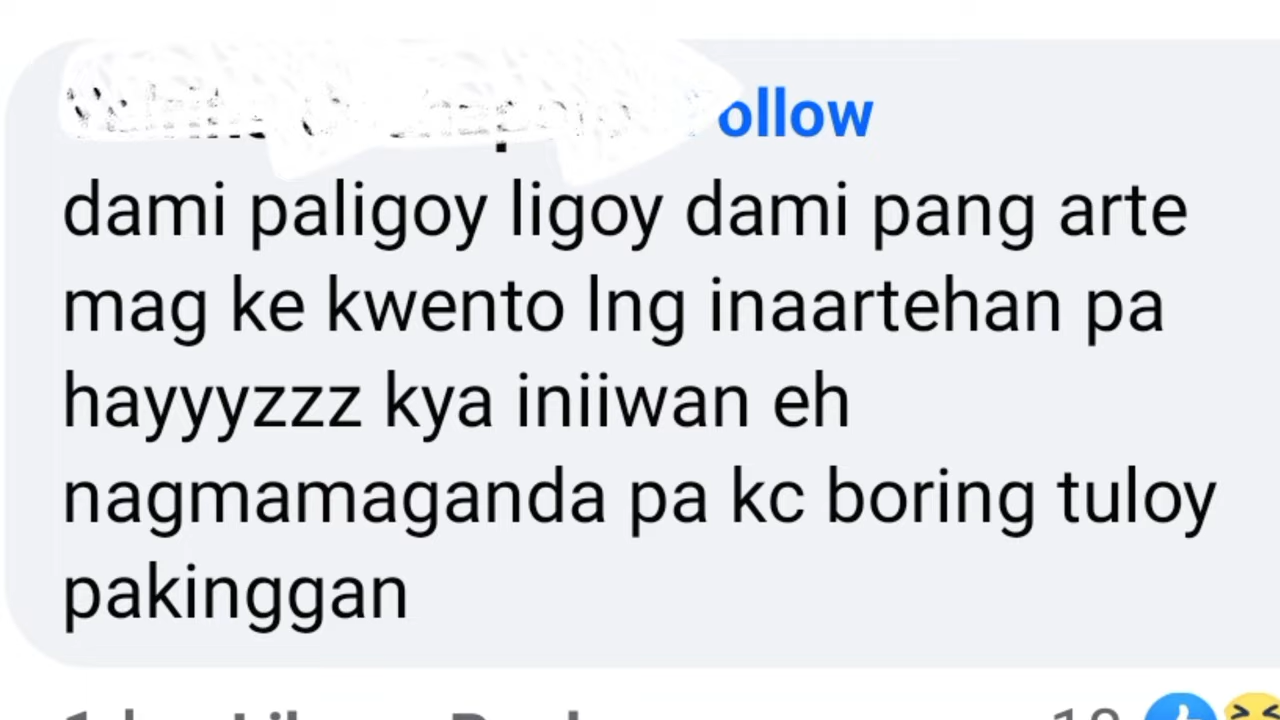 ollow
dami paligoy ligoy dami pang arte
mag ke kwento lng inaartehan pa
hayyyzzz kya iniiwan eh
nagmamaganda pa kc boring tuloy
pakinggan